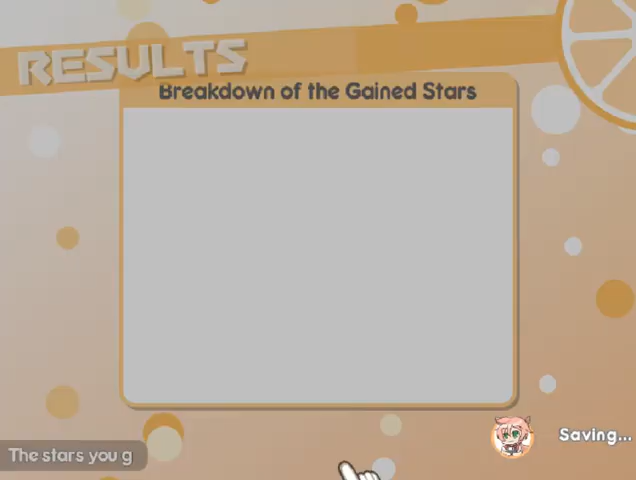 RESULTS
Breakdown of the Gained Stars
Saving...
The stars you g